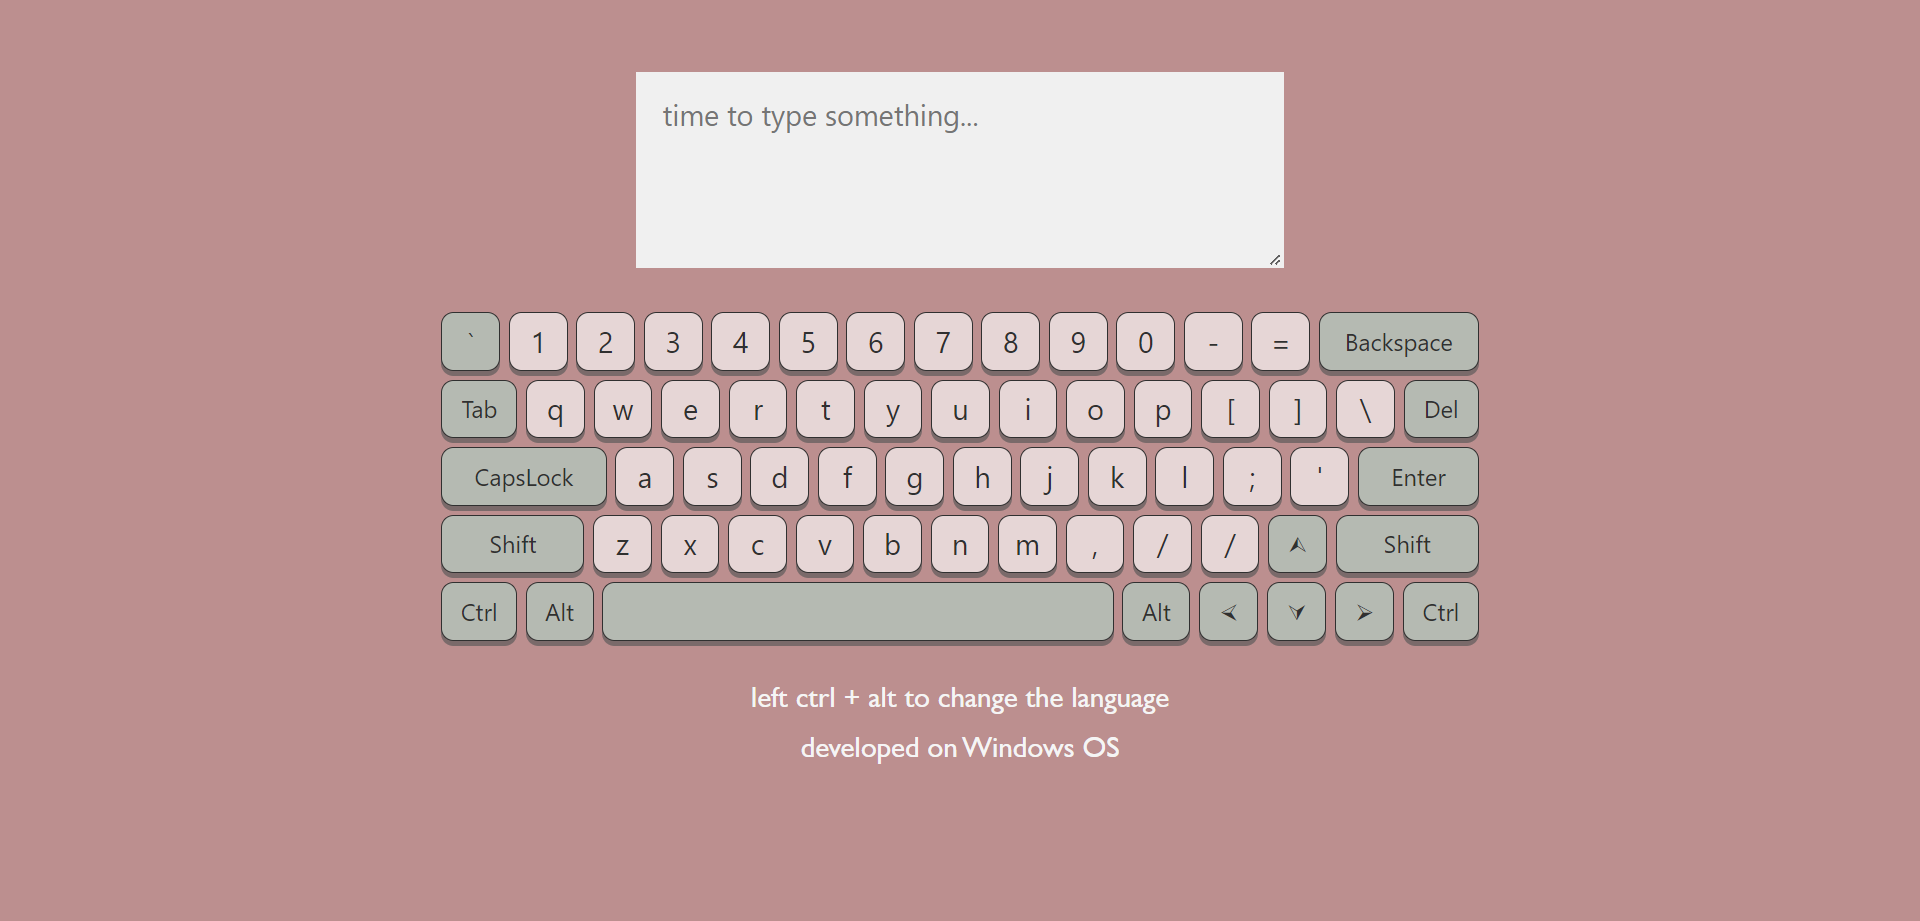 time to type something...
` 1 2 3 4 5 6 7 8 9 0 - = Backspace
Tab q w e r t y u i o p [ ] \ Del
CapsLock a s d f g h j k l ; ' Enter
Shift z x c v b n m , / / ⮝ Shift
Ctrl Alt Alt ⮜ ⮟ ⮞ Ctrl
left ctrl + alt to change the language
developed on Windows OS